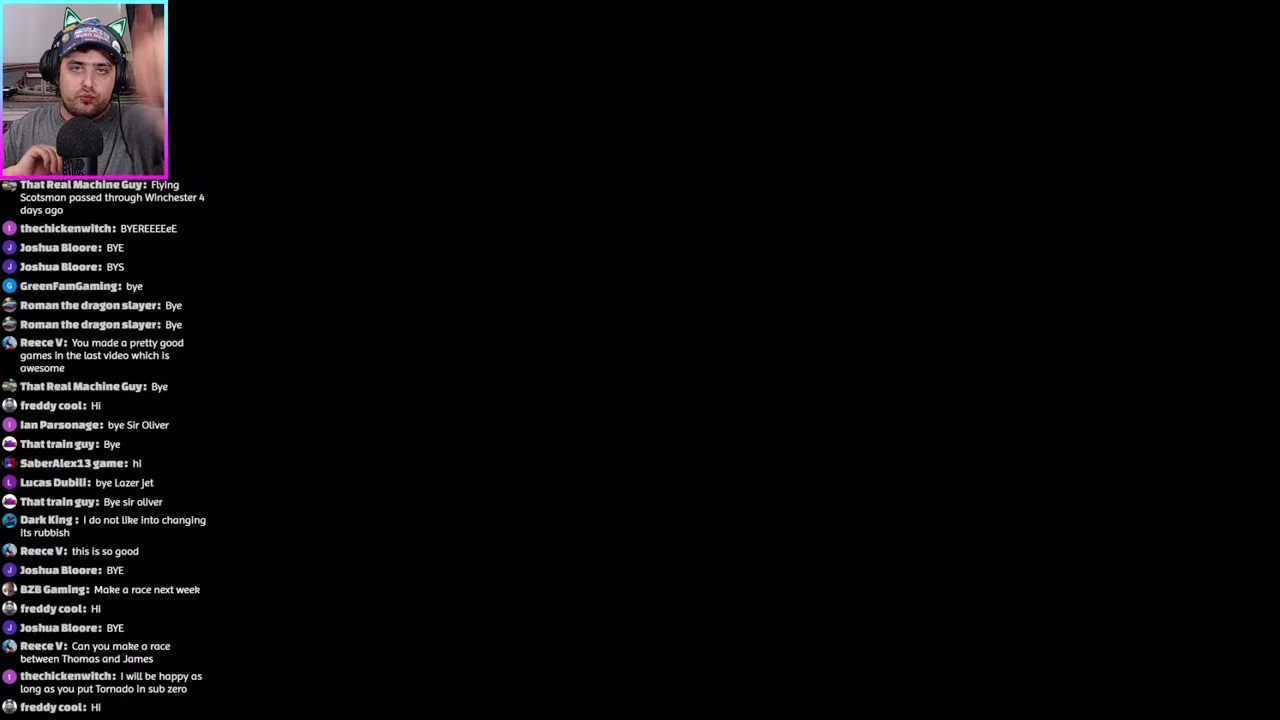 That Real Machine Guy: Flying
Scotsman passed through Winchester 4
days ago
thechickenwitch: BYEREEEEeE
Joshua Bloore: BYE
Joshua Bloore: BYS
GreenFamGaming: bye
Roman the dragon slayer: Bye
Roman the dragon slayer: Bye
Reece V: You made a pretty good
games in the last video which is
awesome
That Real Machine Guy: Bye
freddy cool: Hi
Ian Parsonage: bye Sir Oliver
That train guy: Bye
SaberAlex13 game: hi
Lucas Dubili: bye Lazer jet
That train guy: Bye sir oliver
Dark King : I do not like into changing
its rubbish
Reece V: this is so good
Joshua Bloore: BYE
BZB Gaming: Make a race next week
freddy cool: Hi
Joshua Bloore: BYE
Reece V: Can you make a race
between Thomas and James
thechickenwitch: I will be happy as
long as you put Tornado in sub zero
freddy cool: Hi